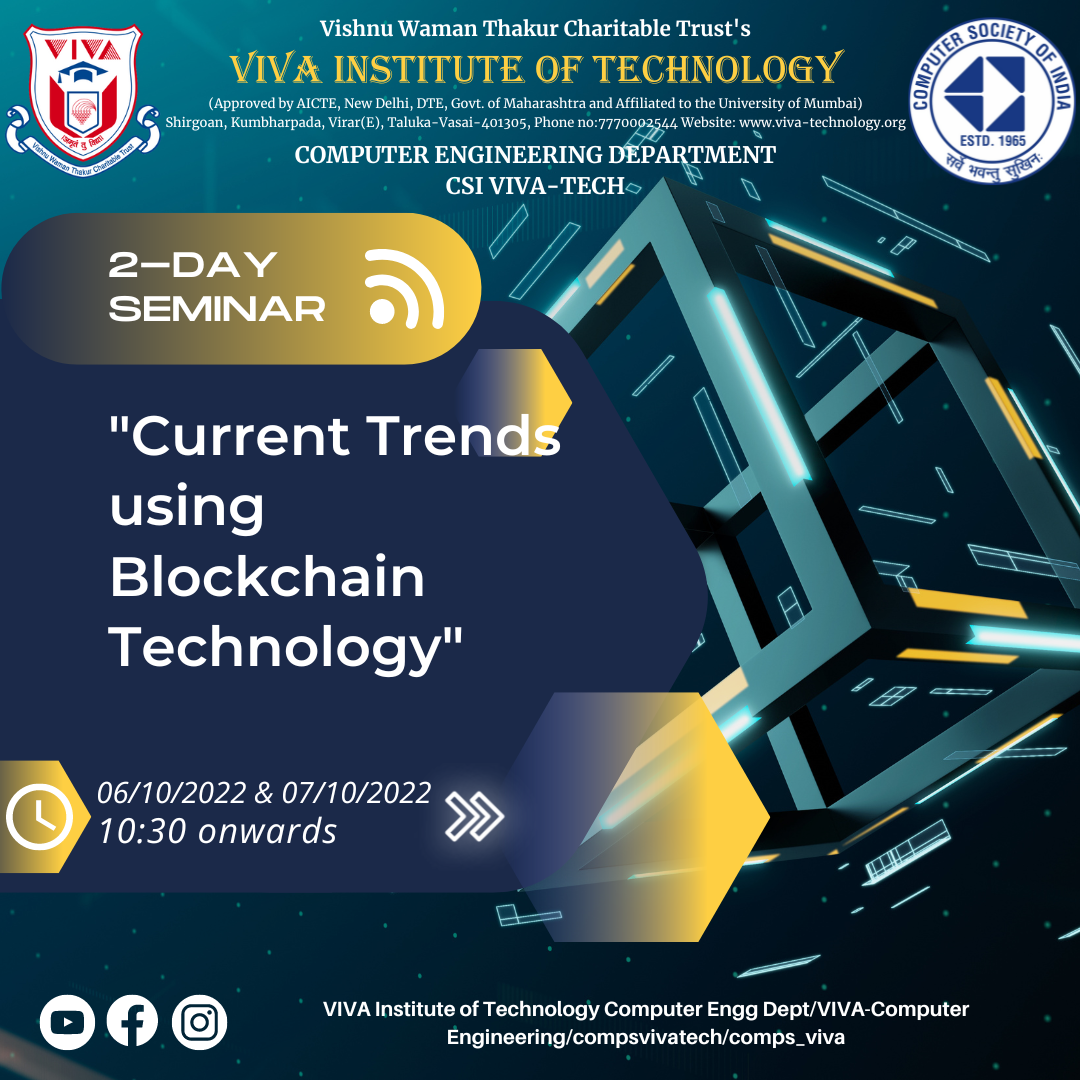 Vishnu Waman Thakur Charitable Trust's
VIVA INSTITUTE OF TECHNOLOGY
(Approved by AICTE, New Delhi, DTE, Govt. of Maharashtra and Affiliated to the University of Mumbai)
Shirgoan, Kumbharpada, Virar(E), Taluka-Vasai-401305, Phone no:7770002544 Website: www.viva-technology.org
COMPUTER ENGINEERING DEPARTMENT
CSI VIVA-TECH
VIVA
अमृतं तु विद्या
Vishnu Waman Thakur Charitable Trust
COMPUTER SOCIETY OF INDIA
ESTD. 1965
सर्वे भवन्तु सुखिनः
2-DAY
SEMINAR
"Current Trends
using
Blockchain
Technology"
06/10/2022 & 07/10/2022
10:30 onwards
VIVA Institute of Technology Computer Engg Dept/VIVA-Computer
Engineering/compsvivatech/comps_viva